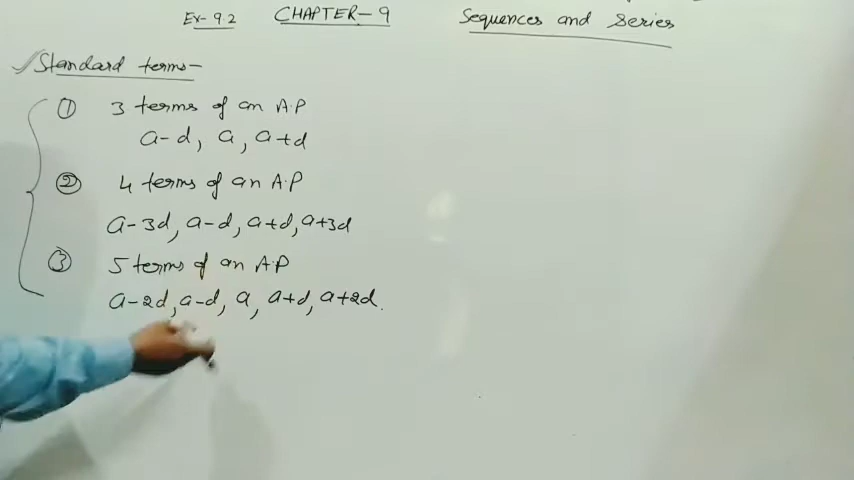 Ex-9.2 CHAPTER-9 Sequences and Series
Standard terms-
① 3 terms of an A.P
a-d, a, a+d
② 4 terms of an A.P
a-3d, a-d, a+d, a+3d
③ 5 terms of an A.P
a-2d, a-d, a, a+d, a+2d.